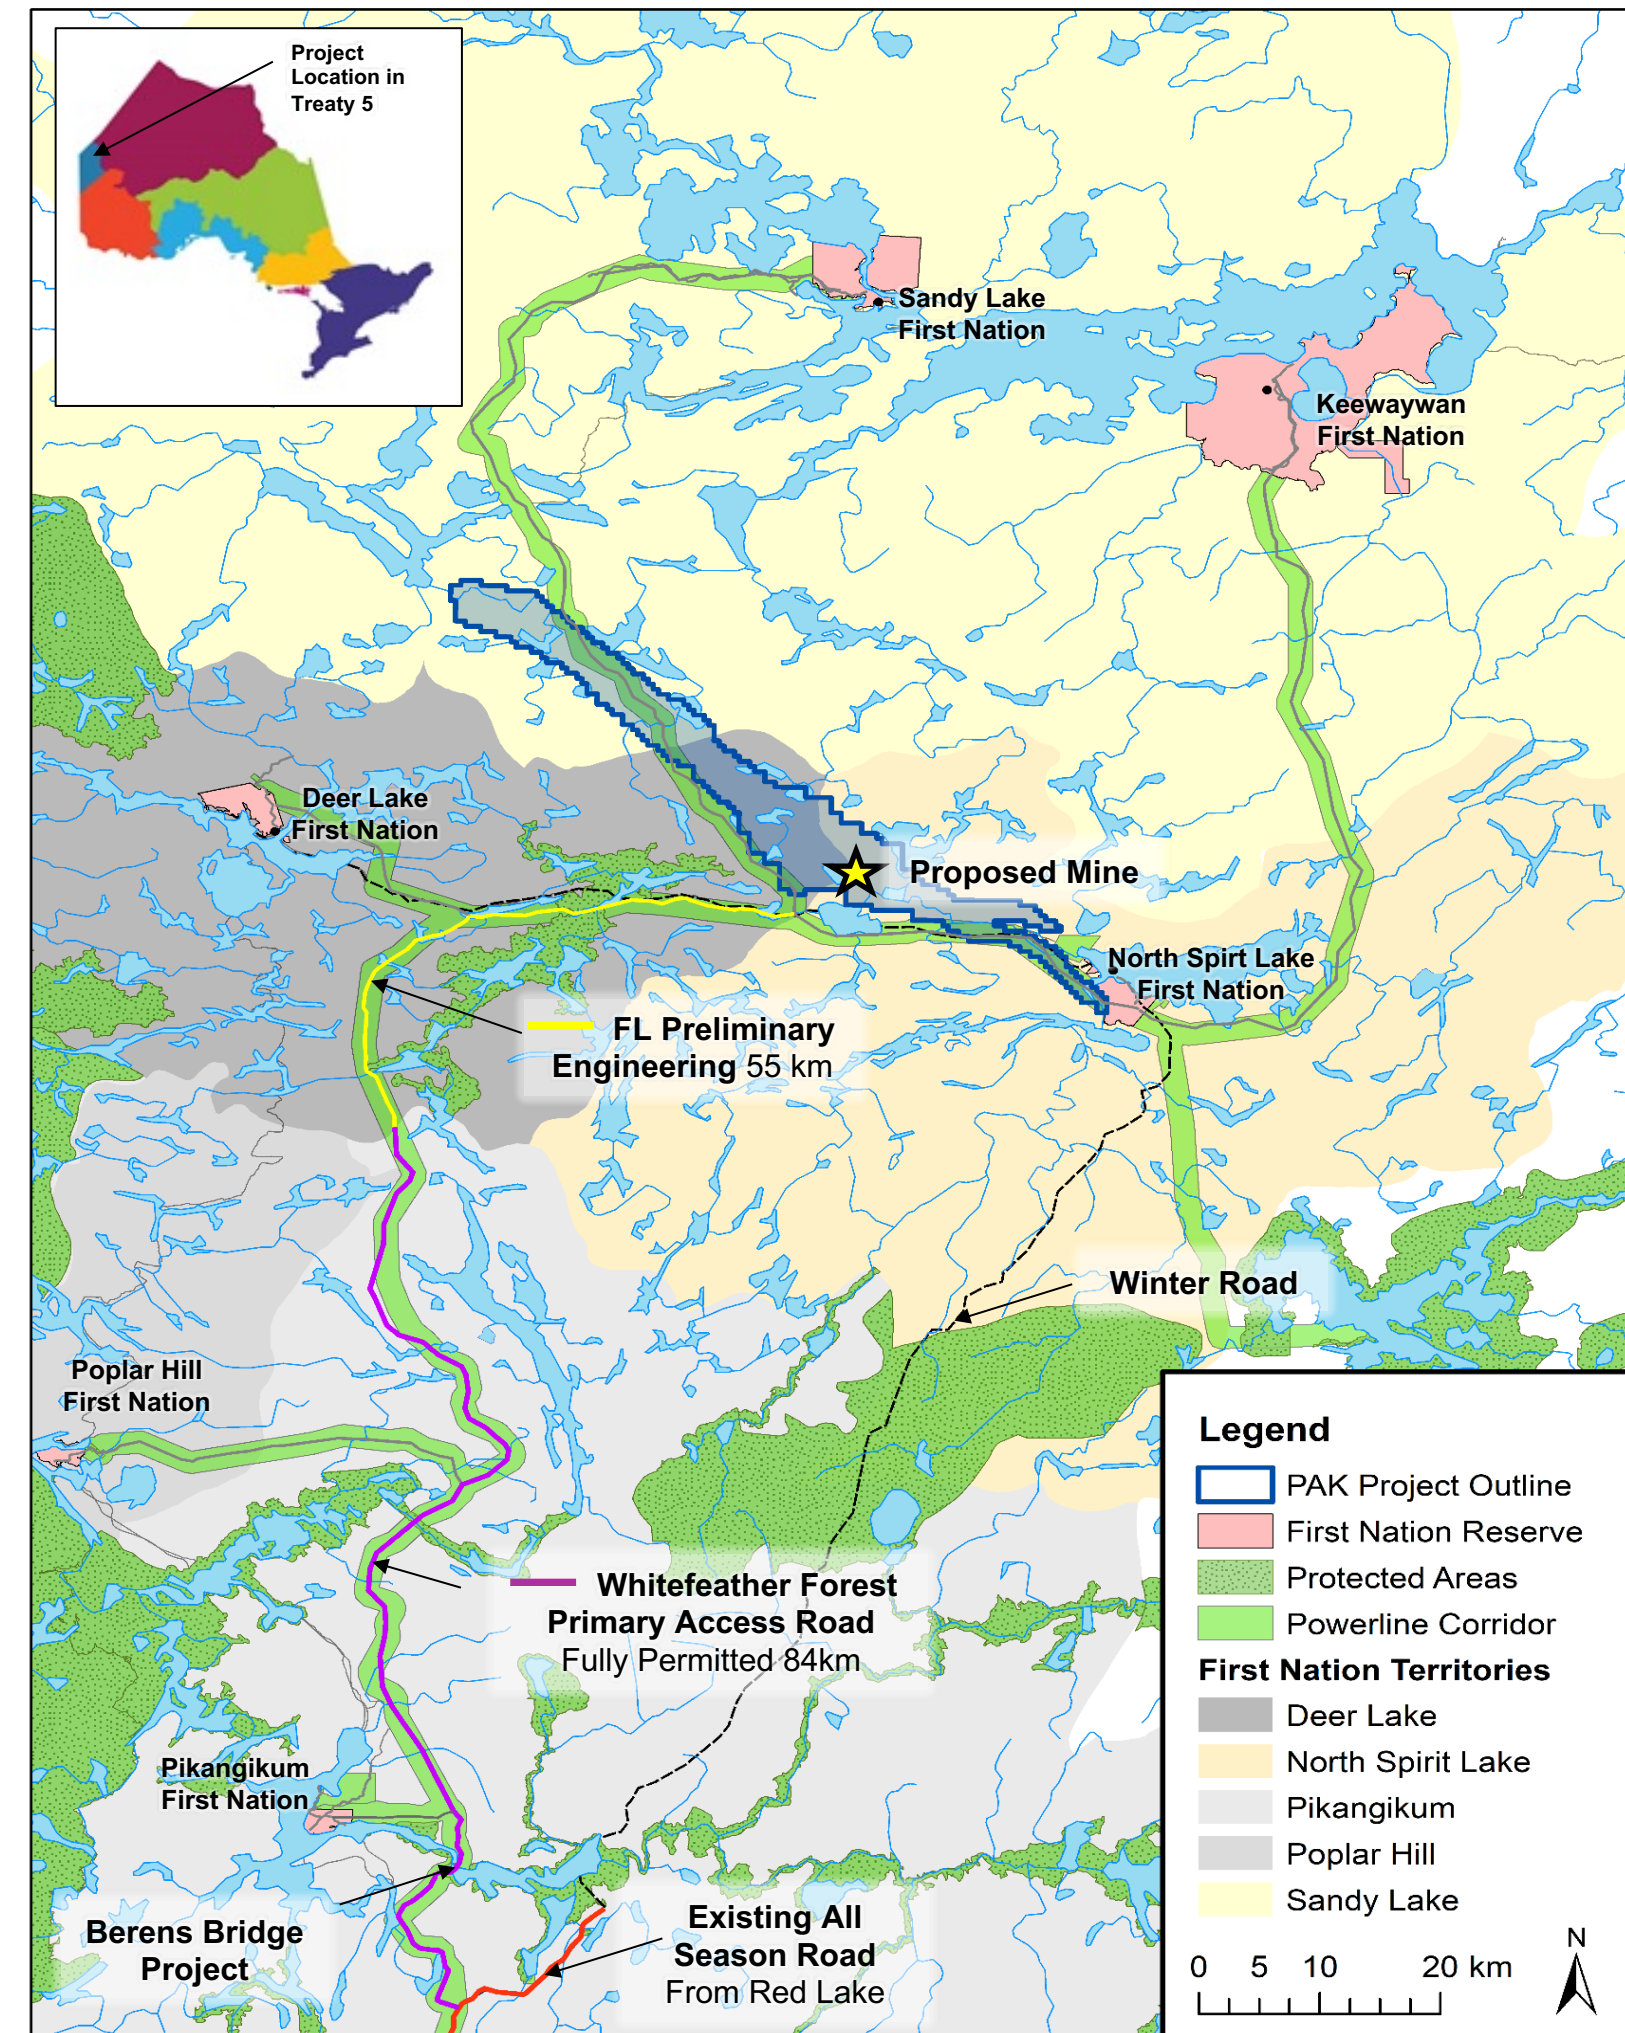 Project
Location in
Treaty 5
Sandy Lake
First Nation
Keewaywan
First Nation
Deer Lake
First Nation
Proposed Mine
North Spirt Lake
First Nation
FL Preliminary
Engineering 55 km
Winter Road
Poplar Hill
First Nation
Whitefeather Forest
Primary Access Road
Fully Permitted 84km
Pikangikum
First Nation
Berens Bridge
Project
Existing All
Season Road
From Red Lake
Legend
PAK Project Outline
First Nation Reserve
Protected Areas
Powerline Corridor
First Nation Territories
Deer Lake
North Spirit Lake
Pikangikum
Poplar Hill
Sandy Lake
0 5 10 20 km
N